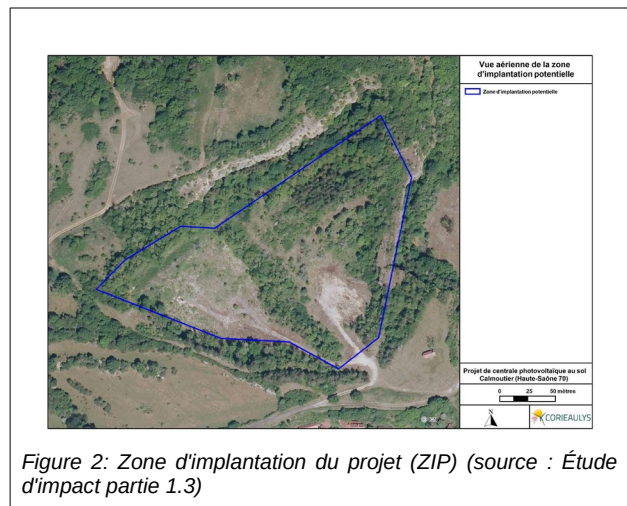 Vue aérienne de la zone
d'implantation potentielle
Zone d'implantation potentielle
Projet de centrale photovoltaïque au sol
Calmoutier (Haute-Saône 70)
0 25 50 mètres
N
CORIEAULYS
Figure 2: Zone d'implantation du projet (ZIP) (source : Étude
d'impact partie 1.3)